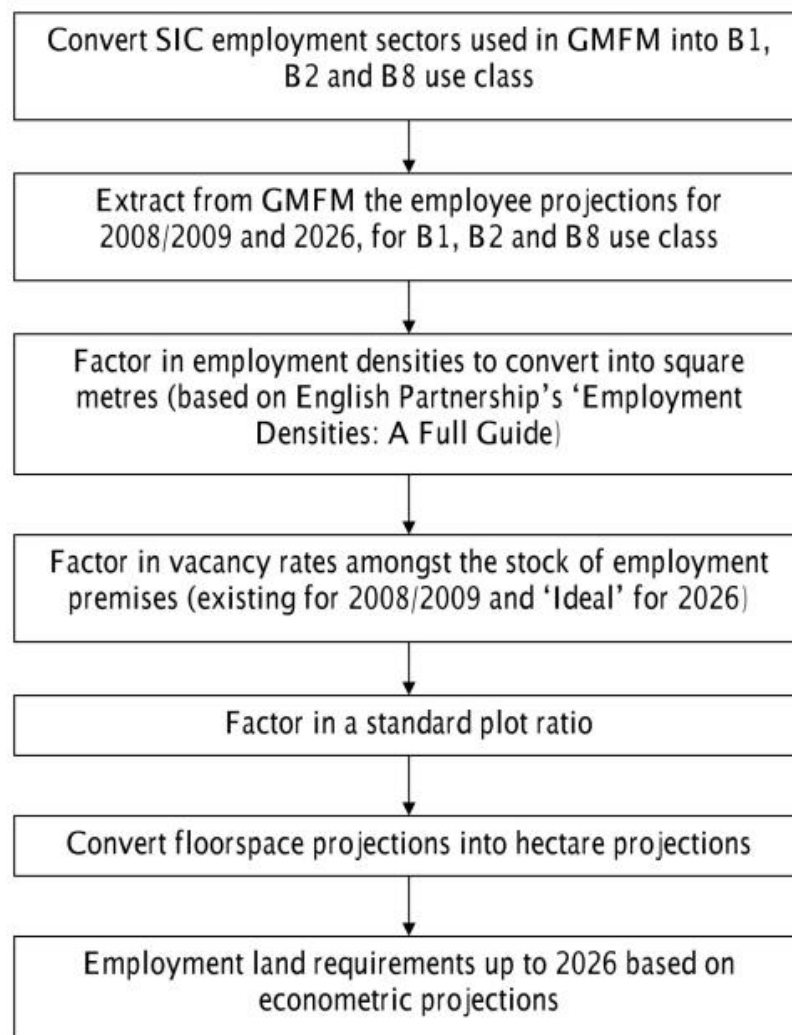 Convert SIC employment sectors used in GMFM into B1,
B2 and B8 use class
Extract from GMFM the employee projections for
2008/2009 and 2026, for B1, B2 and B8 use class
Factor in employment densities to convert into square
metres (based on English Partnership's ‘Employment
Densities: A Full Guide)
Factor in vacancy rates amongst the stock of employment
premises (existing for 2008/2009 and ‘Ideal’ for 2026)
Factor in a standard plot ratio
Convert floorspace projections into hectare projections
Employment land requirements up to 2026 based on
econometric projections